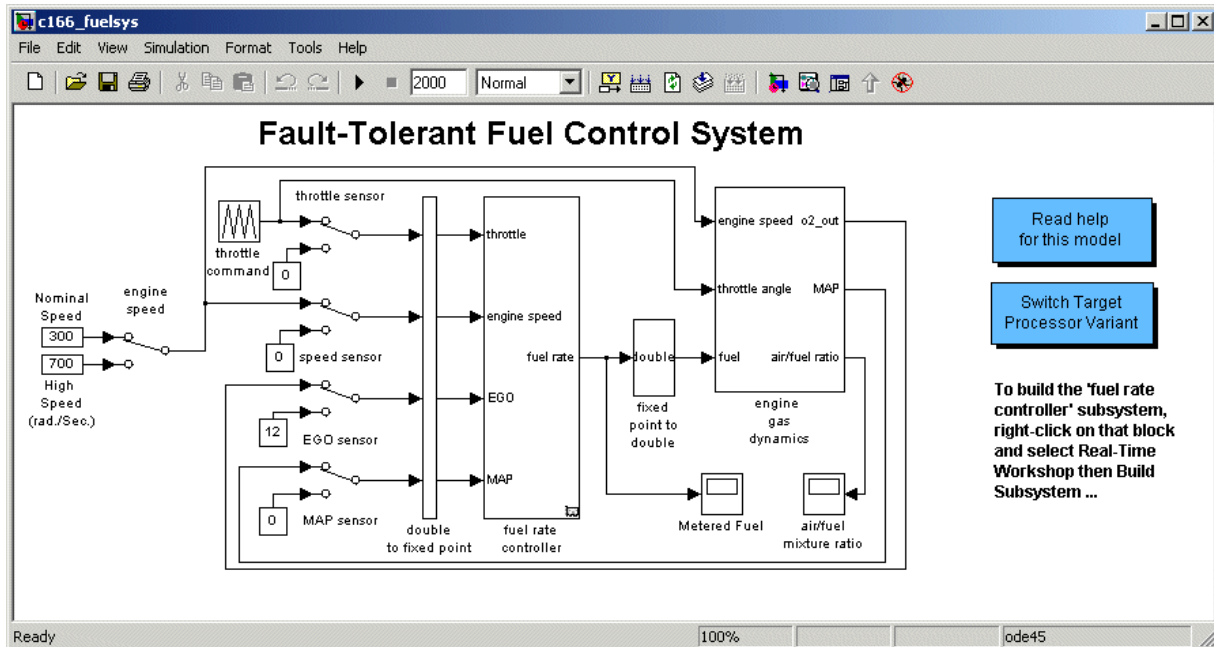 c166_fuelsys
File Edit View Simulation Format Tools Help
2000 Normal
Fault-Tolerant Fuel Control System
throttle sensor
throttle
command
0
Nominal
Speed
300
700
High
Speed
(rad./Sec.)
engine
speed
0
speed sensor
12
EGO sensor
0
MAP sensor
double
to fixed point
throttle
engine speed
fuel rate
EGO
MAP
fuel rate
controller
double
fixed
point to
double
engine speed o2_out
throttle angle MAP
fuel air/fuel ratio
engine
gas
dynamics
Metered Fuel
air/fuel
mixture ratio
Read help
for this model
Switch Target
Processor Variant
To build the 'fuel rate
controller' subsystem,
right-click on that block
and select Real-Time
Workshop then Build
Subsystem ...
Ready 100% ode45